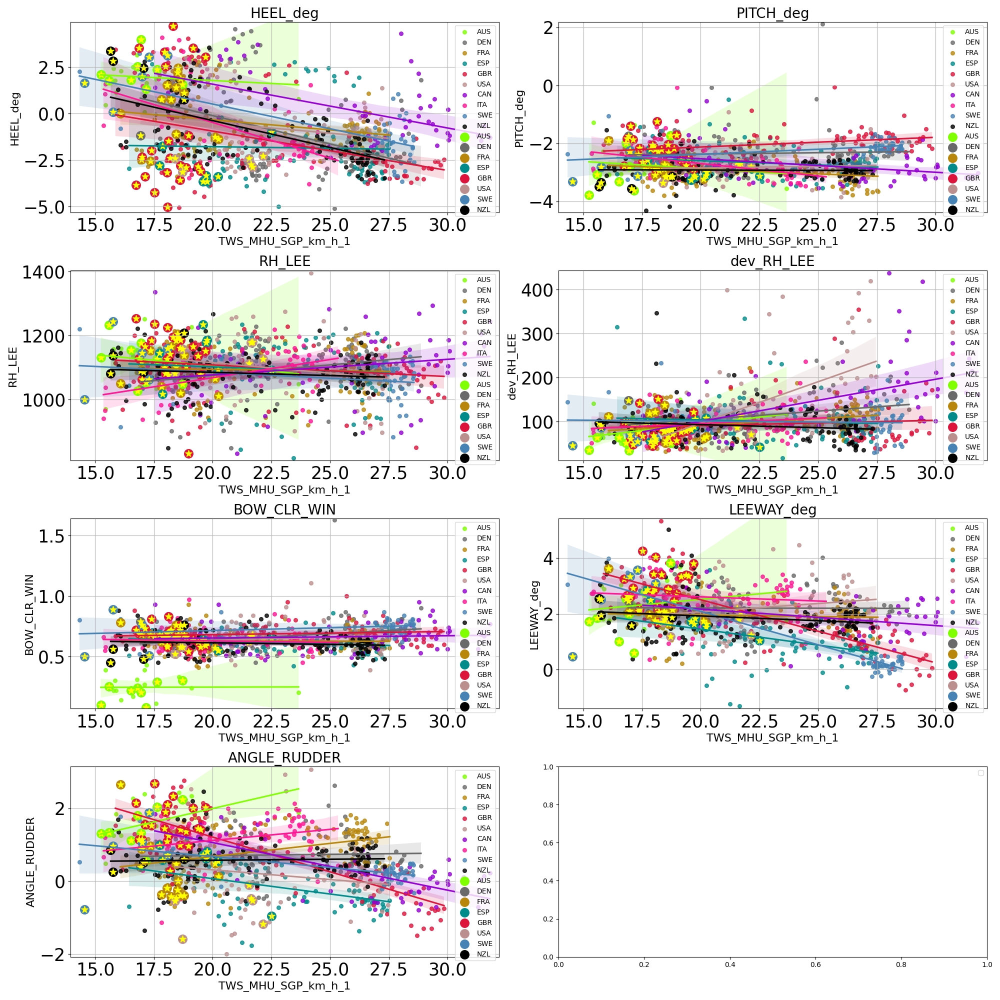 HEEL_deg
HEEL_deg
2.5
0.0
−2.5
−5.0
15.0 17.5 20.0 22.5 25.0 27.5 30.0
TWS_MHU_SGP_km_h_1
AUS
DEN
FRA
ESP
GBR
USA
CAN
ITA
SWE
NZL
AUS
DEN
FRA
ESP
GBR
USA
SWE
NZL
PITCH_deg
PITCH_deg
2
0
−2
−4
15.0 17.5 20.0 22.5 25.0 27.5 30.0
TWS_MHU_SGP_km_h_1
AUS
DEN
FRA
ESP
GBR
USA
CAN
ITA
SWE
NZL
AUS
DEN
FRA
ESP
GBR
USA
SWE
NZL
RH_LEE
RH_LEE
1400
1200
1000
15.0 17.5 20.0 22.5 25.0 27.5 30.0
TWS_MHU_SGP_km_h_1
AUS
DEN
FRA
ESP
GBR
USA
CAN
ITA
SWE
NZL
AUS
DEN
FRA
ESP
GBR
USA
SWE
NZL
dev_RH_LEE
dev_RH_LEE
400
300
200
100
15.0 17.5 20.0 22.5 25.0 27.5 30.0
TWS_MHU_SGP_km_h_1
AUS
DEN
FRA
ESP
GBR
USA
CAN
ITA
SWE
NZL
AUS
DEN
FRA
ESP
GBR
USA
SWE
NZL
BOW_CLR_WIN
BOW_CLR_WIN
1.5
1.0
0.5
15.0 17.5 20.0 22.5 25.0 27.5 30.0
TWS_MHU_SGP_km_h_1
AUS
DEN
FRA
ESP
GBR
USA
CAN
ITA
SWE
NZL
AUS
DEN
FRA
ESP
GBR
USA
SWE
NZL
LEEWAY_deg
LEEWAY_deg
4
2
0
15.0 17.5 20.0 22.5 25.0 27.5 30.0
TWS_MHU_SGP_km_h_1
AUS
DEN
FRA
ESP
GBR
USA
CAN
ITA
SWE
NZL
AUS
DEN
FRA
ESP
GBR
USA
SWE
NZL
ANGLE_RUDDER
ANGLE_RUDDER
2
0
−2
15.0 17.5 20.0 22.5 25.0 27.5 30.0
TWS_MHU_SGP_km_h_1
AUS
DEN
FRA
ESP
GBR
USA
CAN
ITA
SWE
NZL
AUS
DEN
FRA
ESP
GBR
USA
SWE
NZL
1.0
0.8
0.6
0.4
0.2
0.0
0.0 0.2 0.4 0.6 0.8 1.0